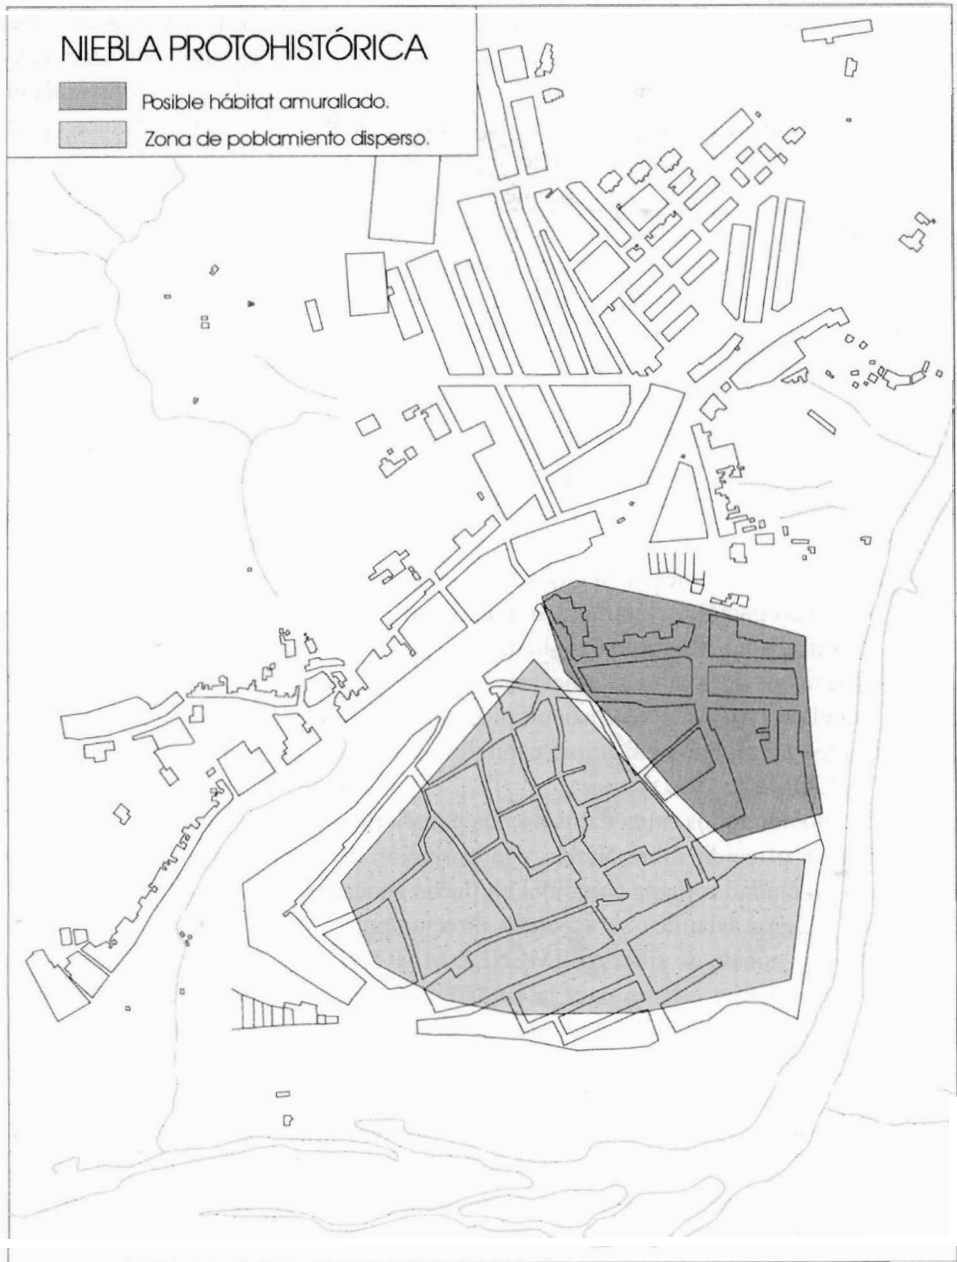 NIEBLA PROTOHISTÓRICA
Posible hábitat amurallado.
Zona de poblamiento disperso.